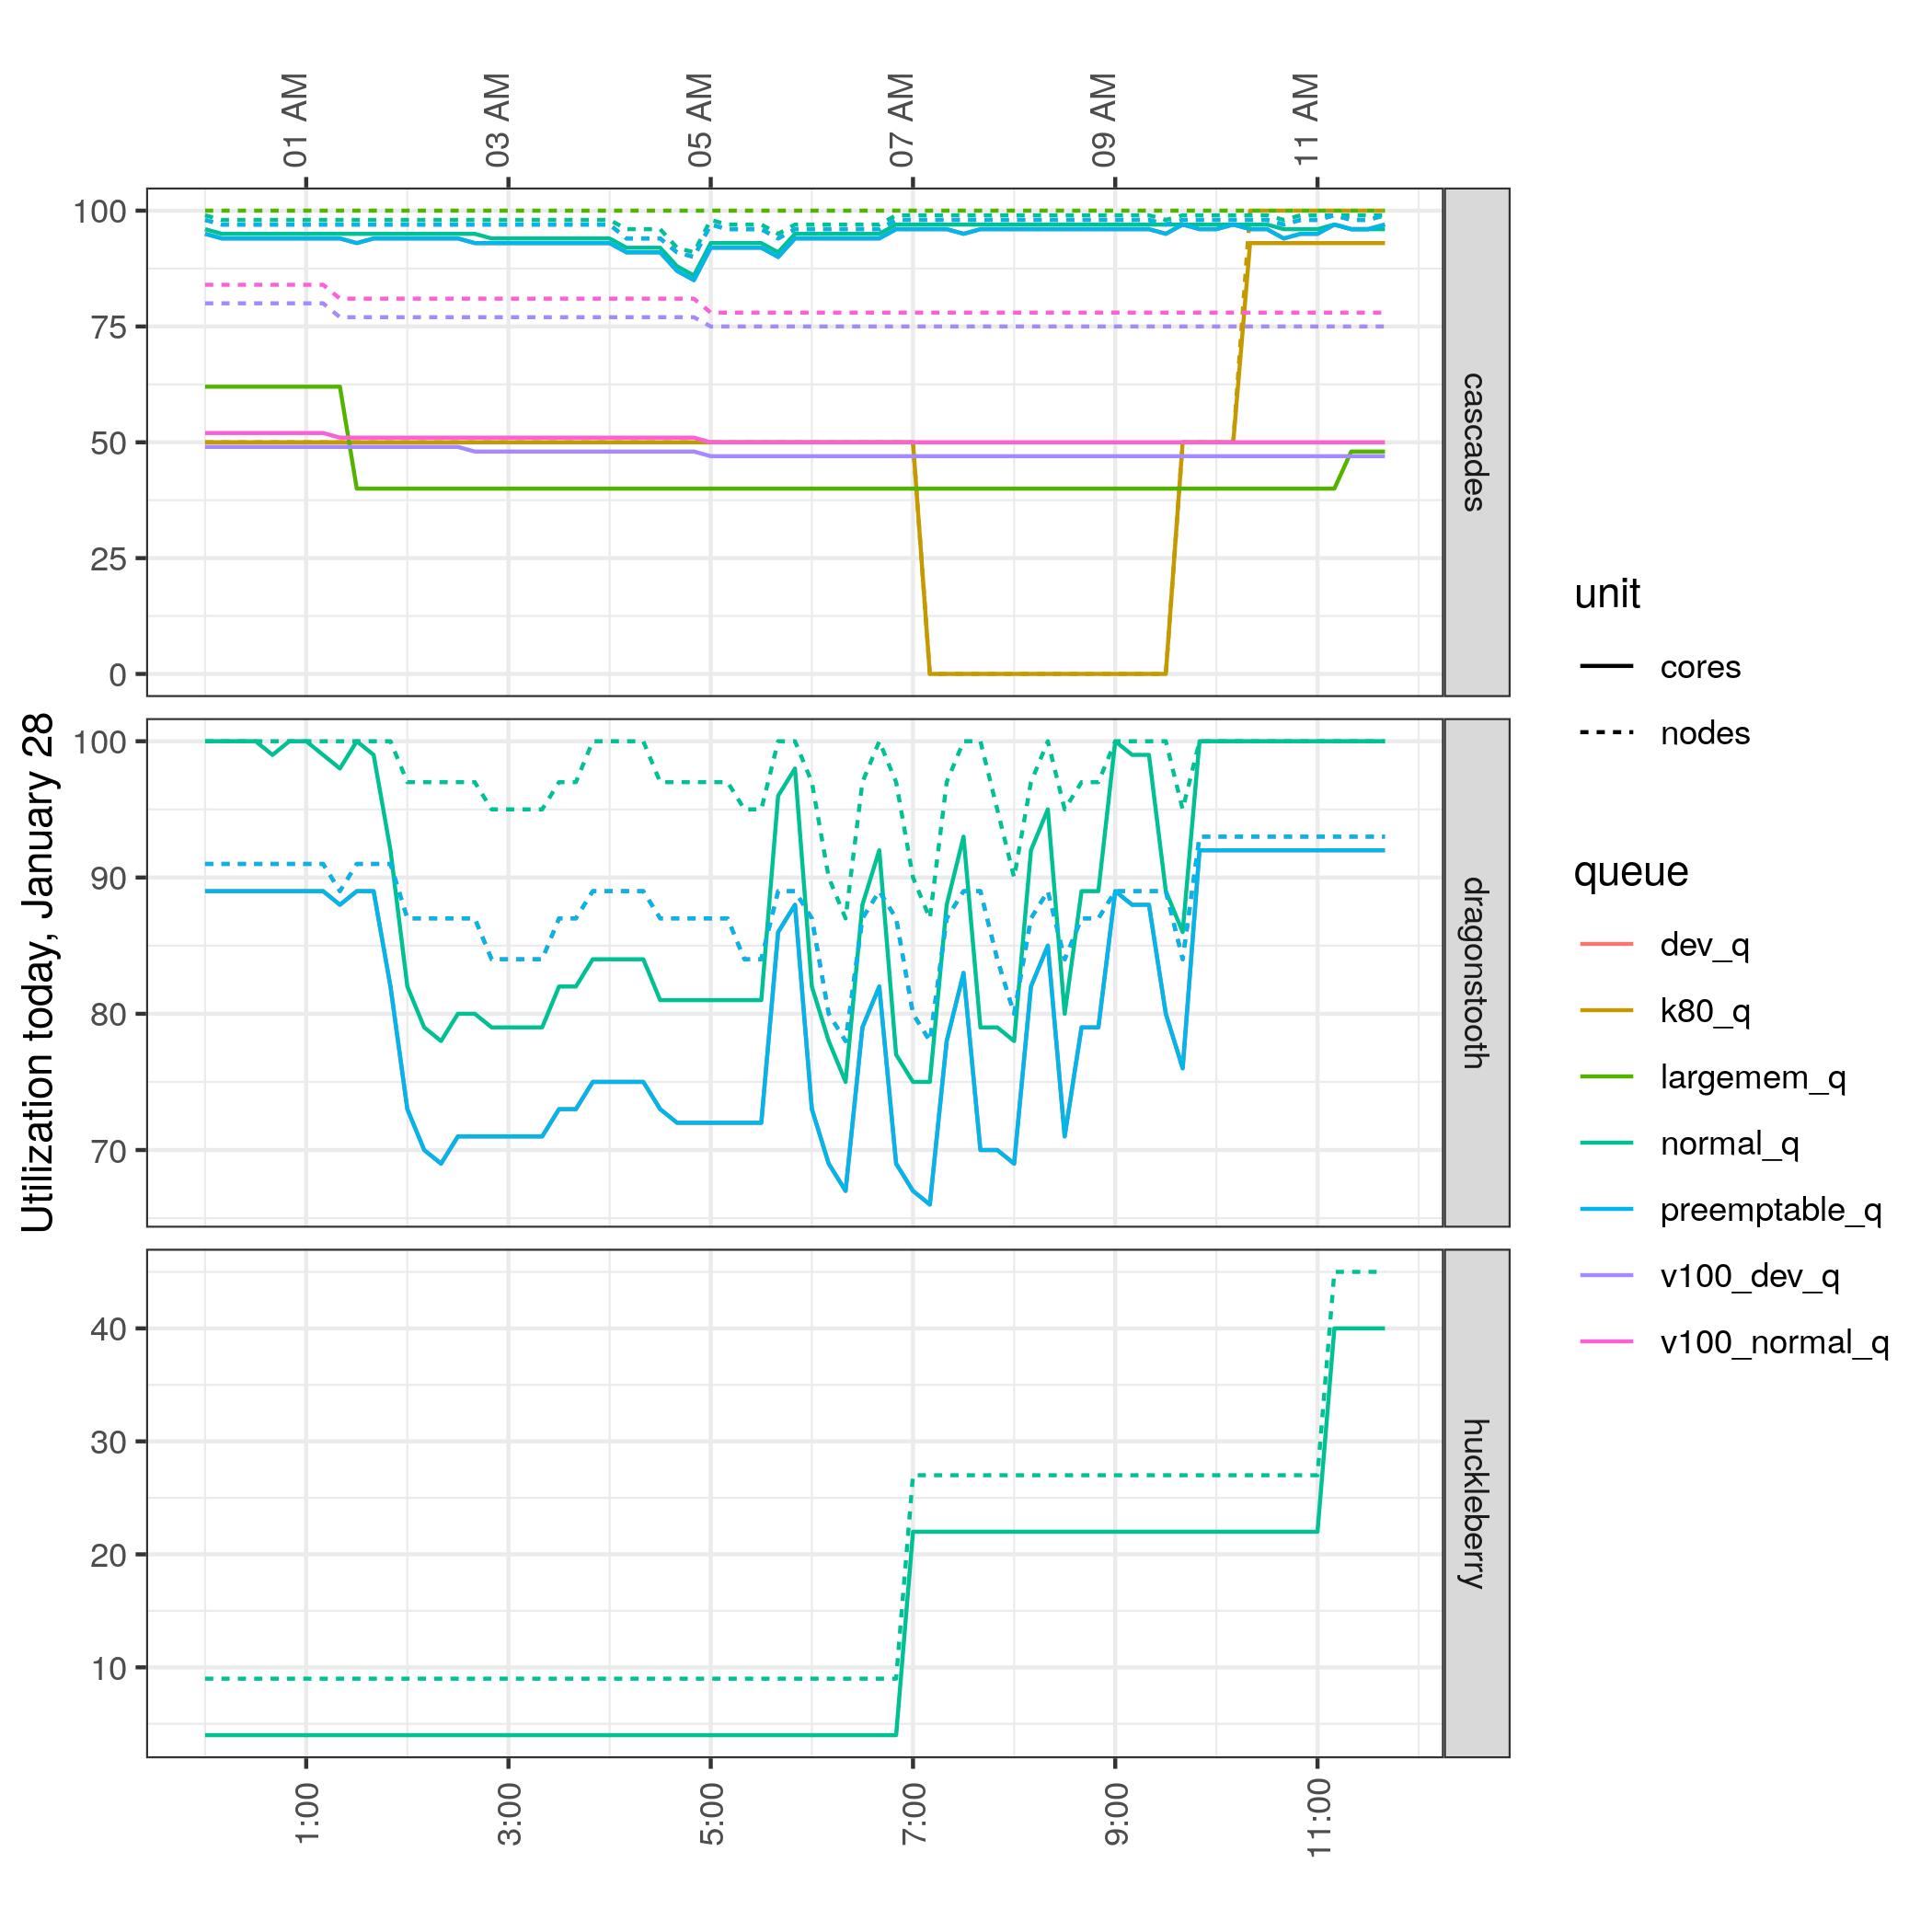 01 AM
03 AM
05 AM
07 AM
09 AM
11 AM
Utilization today, January 28
100
75
50
25
0
cascades
100
90
80
70
dragonstooth
40
30
20
10
huckleberry
1:00
3:00
5:00
7:00
9:00
11:00
unit
cores
nodes
queue
dev_q
k80_q
largemem_q
normal_q
preemptable_q
v100_dev_q
v100_normal_q